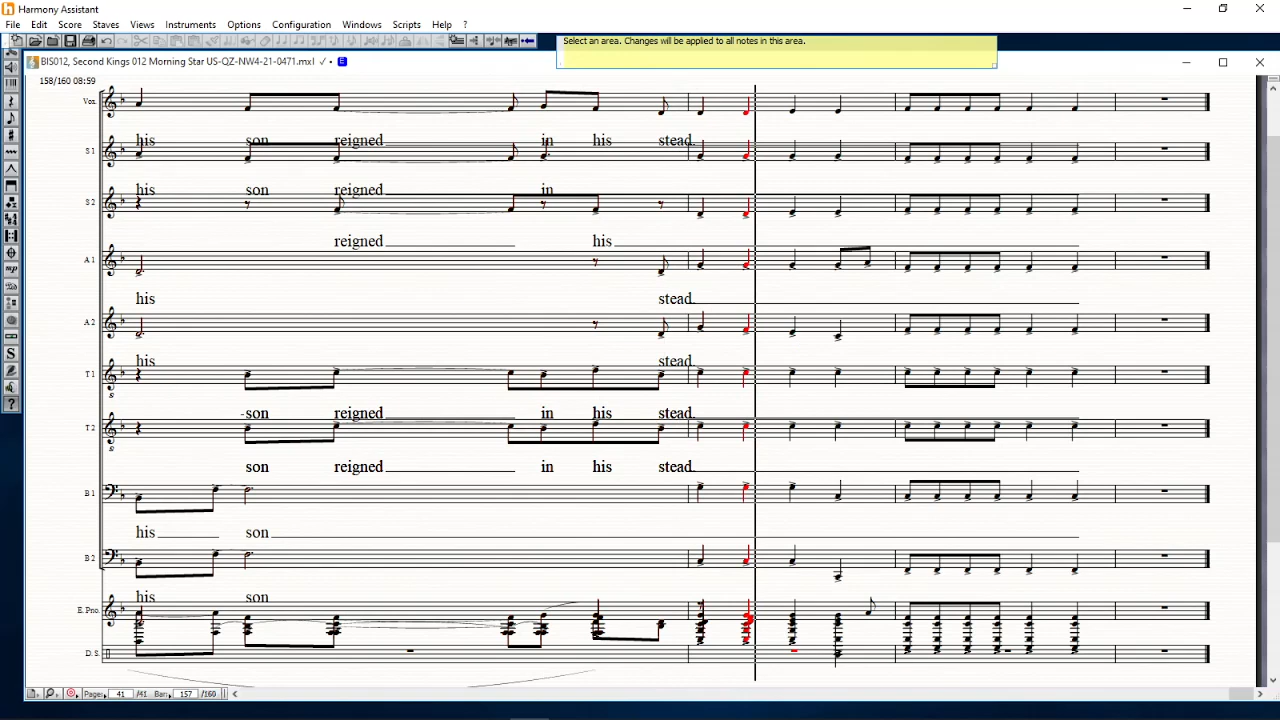 Harmony Assistant
File Edit Score Staves Views Instruments Options Configuration Windows Scripts Help ?
Select an area. Changes will be applied to all notes in this area.
BIS012, Second Kings 012 Morning Star US-QZ-NW4-21-0471.mxl
158/160 08:59
Vox.
his son reigned in his stead.
S 1
his son reigned in
S 2
reigned his
A 1
his stead.
A 2
his stead.
T 1
-son reigned in his stead.
T 2
son reigned in his stead.
B 1
his son
B 2
his son
E. Pno.
D. S.
Page: 41 /41 Bar: 157 /160